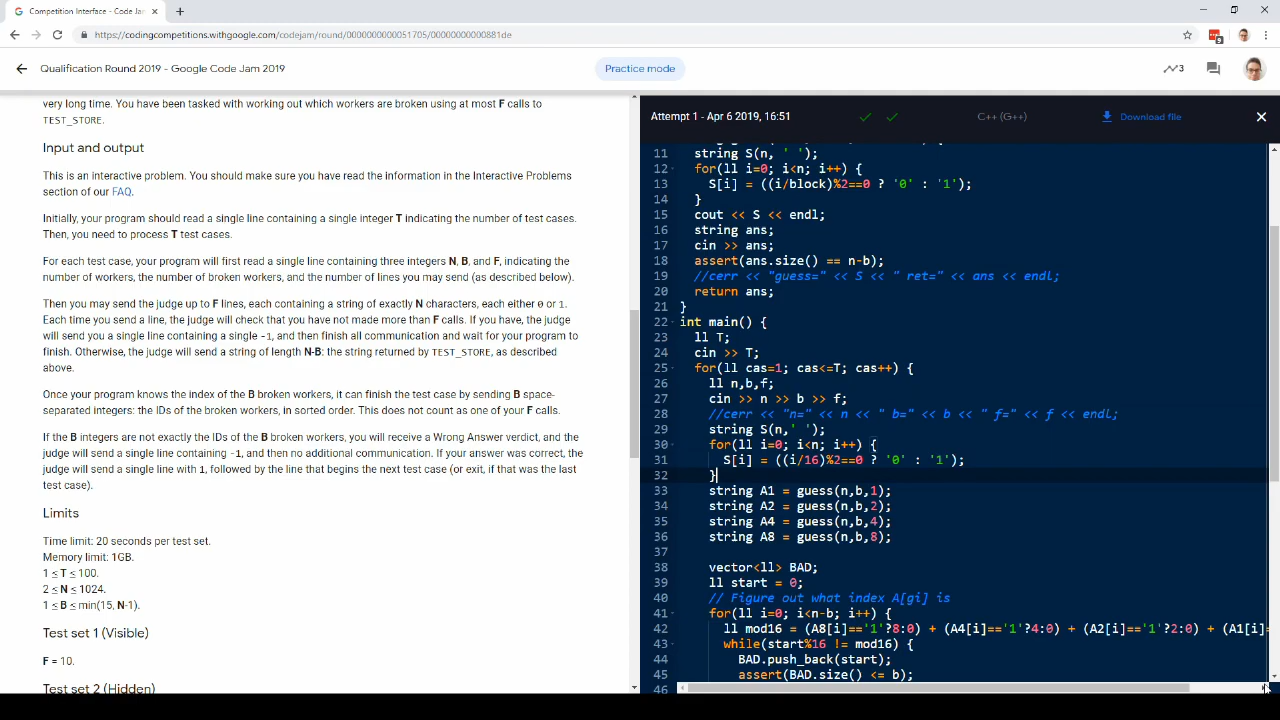 Competition Interface - Code Jam
https://codingcompetitions.withgoogle.com/codejam/round/0000000000051705/00000000000881de
9
Qualification Round 2019 - Google Code Jam 2019
Practice mode
3
very long time. You have been tasked with working out which workers are broken using at most F calls to
TEST_STORE.
Input and output
This is an interactive problem. You should make sure you have read the information in the Interactive Problems
section of our FAQ.
Initially, your program should read a single line containing a single integer T indicating the number of test cases.
Then, you need to process T test cases.
For each test case, your program will first read a single line containing three integers N, B, and F, indicating the
number of workers, the number of broken workers, and the number of lines you may send (as described below).
Then you may send the judge up to F lines, each containing a string of exactly N characters, each either 0 or 1.
Each time you send a line, the judge will check that you have not made more than F calls. If you have, the judge
will send you a single line containing a single -1, and then finish all communication and wait for your program to
finish. Otherwise, the judge will send a string of length N-B: the string returned by TEST_STORE, as described
above.
Once your program knows the index of the B broken workers, it can finish the test case by sending B space-
separated integers: the IDs of the broken workers, in sorted order. This does not count as one of your F calls.
If the B integers are not exactly the IDs of the B broken workers, you will receive a Wrong Answer verdict, and the
judge will send a single line containing -1, and then no additional communication. If your answer was correct, the
judge will send a single line with 1, followed by the line that begins the next test case (or exit, if that was the last
test case).
Limits
Time limit: 20 seconds per test set.
Memory limit: 1GB.
1 ≤ T ≤ 100.
2 ≤ N ≤ 1024.
1 ≤ B ≤ min(15, N-1).
Test set 1 (Visible)
F = 10.
Test set 2 (Hidden)
Attempt 1 - Apr 6 2019, 16:51
C++ (G++)
Download file
11 string S(n, ' ');
12 for(ll i=0; i<n; i++) {
13 S[i] = ((i/block)%2==0 ? '0' : '1');
14 }
15 cout << S << endl;
16 string ans;
17 cin >> ans;
18 assert(ans.size() == n-b);
19 //cerr << "guess=" << S << " ret=" << ans << endl;
20 return ans;
21 }
22 int main() {
23 ll T;
24 cin >> T;
25 for(ll cas=1; cas<=T; cas++) {
26 ll n,b,f;
27 cin >> n >> b >> f;
28 //cerr << "n=" << n << " b=" << b << " f=" << f << endl;
29 string S(n,' ');
30 for(ll i=0; i<n; i++) {
31 S[i] = ((i/16)%2==0 ? '0' : '1');
32 }
33 string A1 = guess(n,b,1);
34 string A2 = guess(n,b,2);
35 string A4 = guess(n,b,4);
36 string A8 = guess(n,b,8);
37
38 vector<ll> BAD;
39 ll start = 0;
40 // Figure out what index A[gi] is
41 for(ll i=0; i<n-b; i++) {
42 ll mod16 = (A8[i]=='1'?8:0) + (A4[i]=='1'?4:0) + (A2[i]=='1'?2:0) + (A1[i]=
43 while(start%16 != mod16) {
44 BAD.push_back(start);
45 assert(BAD.size() <= b);
46